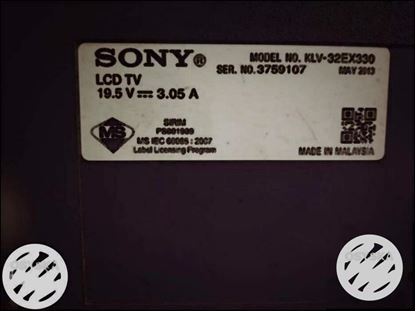 SONY®
MODEL NO. KLV-32EX330
LCD TV
SER. NO.3759107
MAY 2013
19.5 V ⎓ 3.05 A
MS
SIRIM
MS IEC 60065 : 2007
Label Licensing Program
MADE IN MALAYSIA